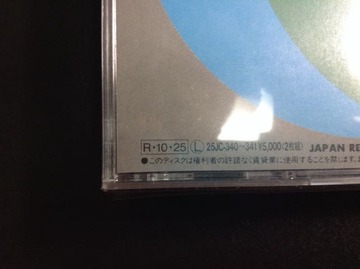 R・10・25 Ⓛ 25JC-340~341 ¥5,000(2枚組) JAPAN RE
●このディスクは権利者の許諾なく賃貸業に使用することを禁じます。